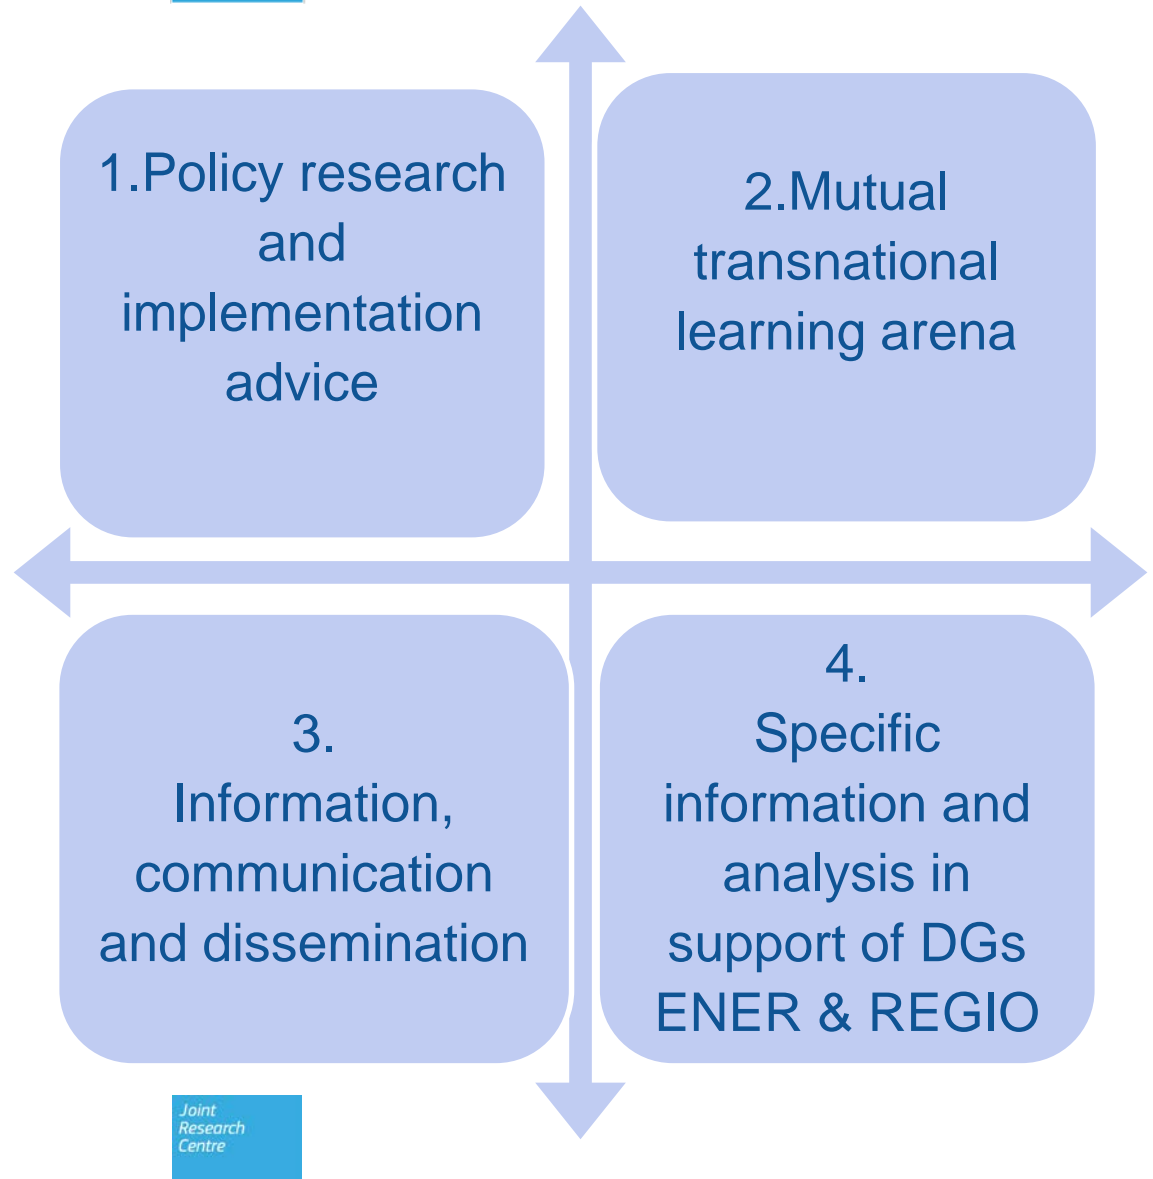 1.Policy research
and
implementation
advice
2.Mutual
transnational
learning arena
3.
Information,
communication
and dissemination
4.
Specific
information and
analysis in
support of DGs
ENER & REGIO
Joint
Research
Centre